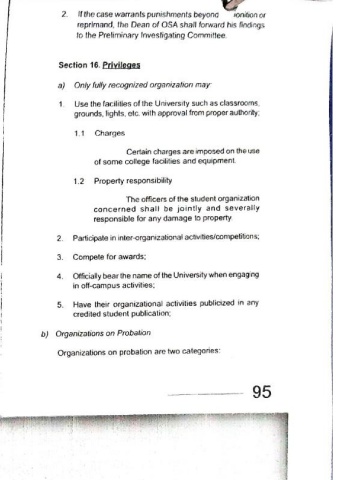 2. If the case warrants punishments beyond ionition or
reprimand, the Dean of OSA shall forward his findings
to the Preliminary Investigating Committee.
Section 16. Privileges
a) Only fully recognized organization may:
1. Use the facilities of the University such as classrooms,
grounds, lights, etc. with approval from proper authority;
1.1 Charges
Certain charges are imposed on the use
of some college facilities and equipment.
1.2 Property responsibility
The officers of the student organization
concerned shall be jointly and severally
responsible for any damage to property.
2. Participate in inter-organizational activities/competitions;
3. Compete for awards;
4. Officially bear the name of the University when engaging
in off-campus activities;
5. Have their organizational activities publicized in any
credited student publication;
b) Organizations on Probation
Organizations on probation are two categories:
95